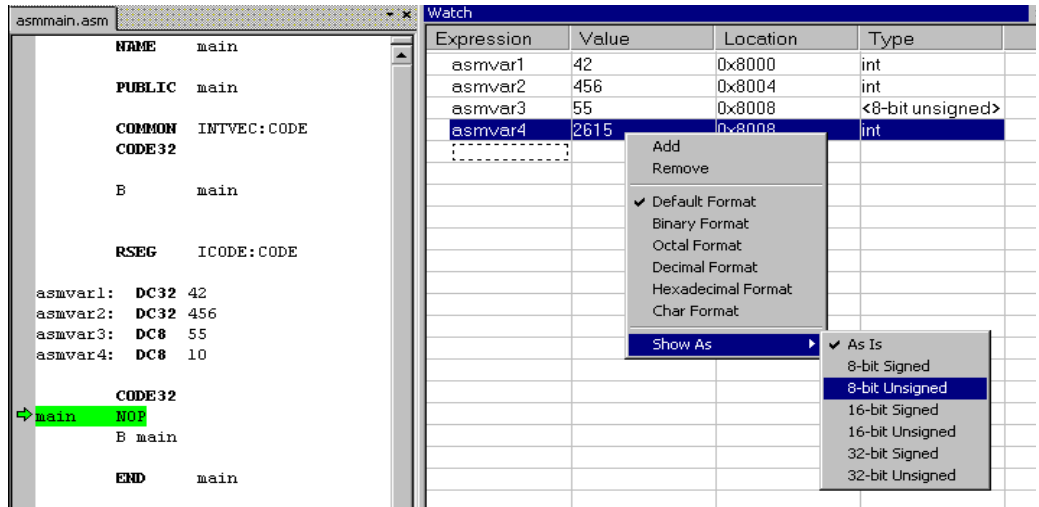 asmmain.asm
NAME main
PUBLIC main
COMMON INTVEC:CODE
CODE32
B main
RSEG ICODE:CODE
asmvar1: DC32 42
asmvar2: DC32 456
asmvar3: DC8 55
asmvar4: DC8 10
CODE32
main NOP
B main
END main
Watch
Expression Value Location Type
asmvar1 42 0x8000 int
asmvar2 456 0x8004 int
asmvar3 55 0x8008 <8-bit unsigned>
asmvar4 2615 0x8008 int
Add
Remove
Default Format
Binary Format
Octal Format
Decimal Format
Hexadecimal Format
Char Format
Show As
As Is
8-bit Signed
8-bit Unsigned
16-bit Signed
16-bit Unsigned
32-bit Signed
32-bit Unsigned